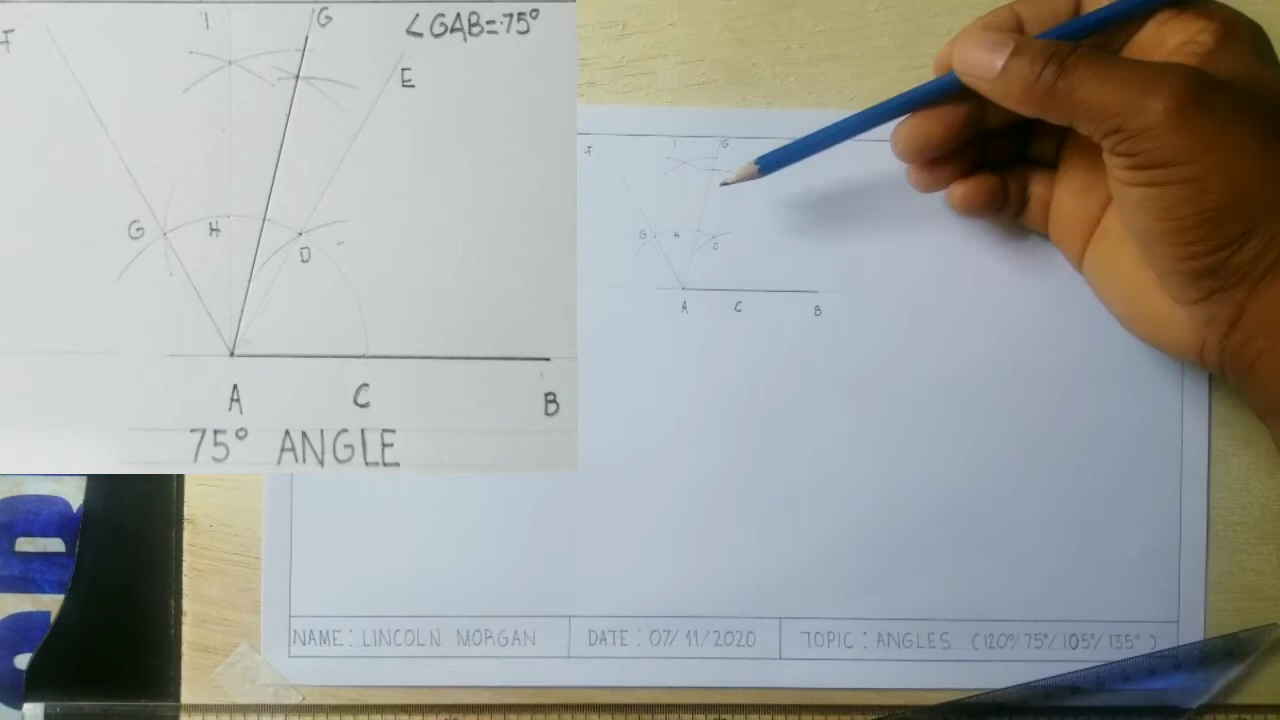 F I G ∠GAB=75°
E
G H D
A C B
75° ANGLE
F I G
G H D
A C B
NAME: LINCOLN MORGAN DATE: 07/11/2020 TOPIC: ANGLES (120°/75°/105°/135°)